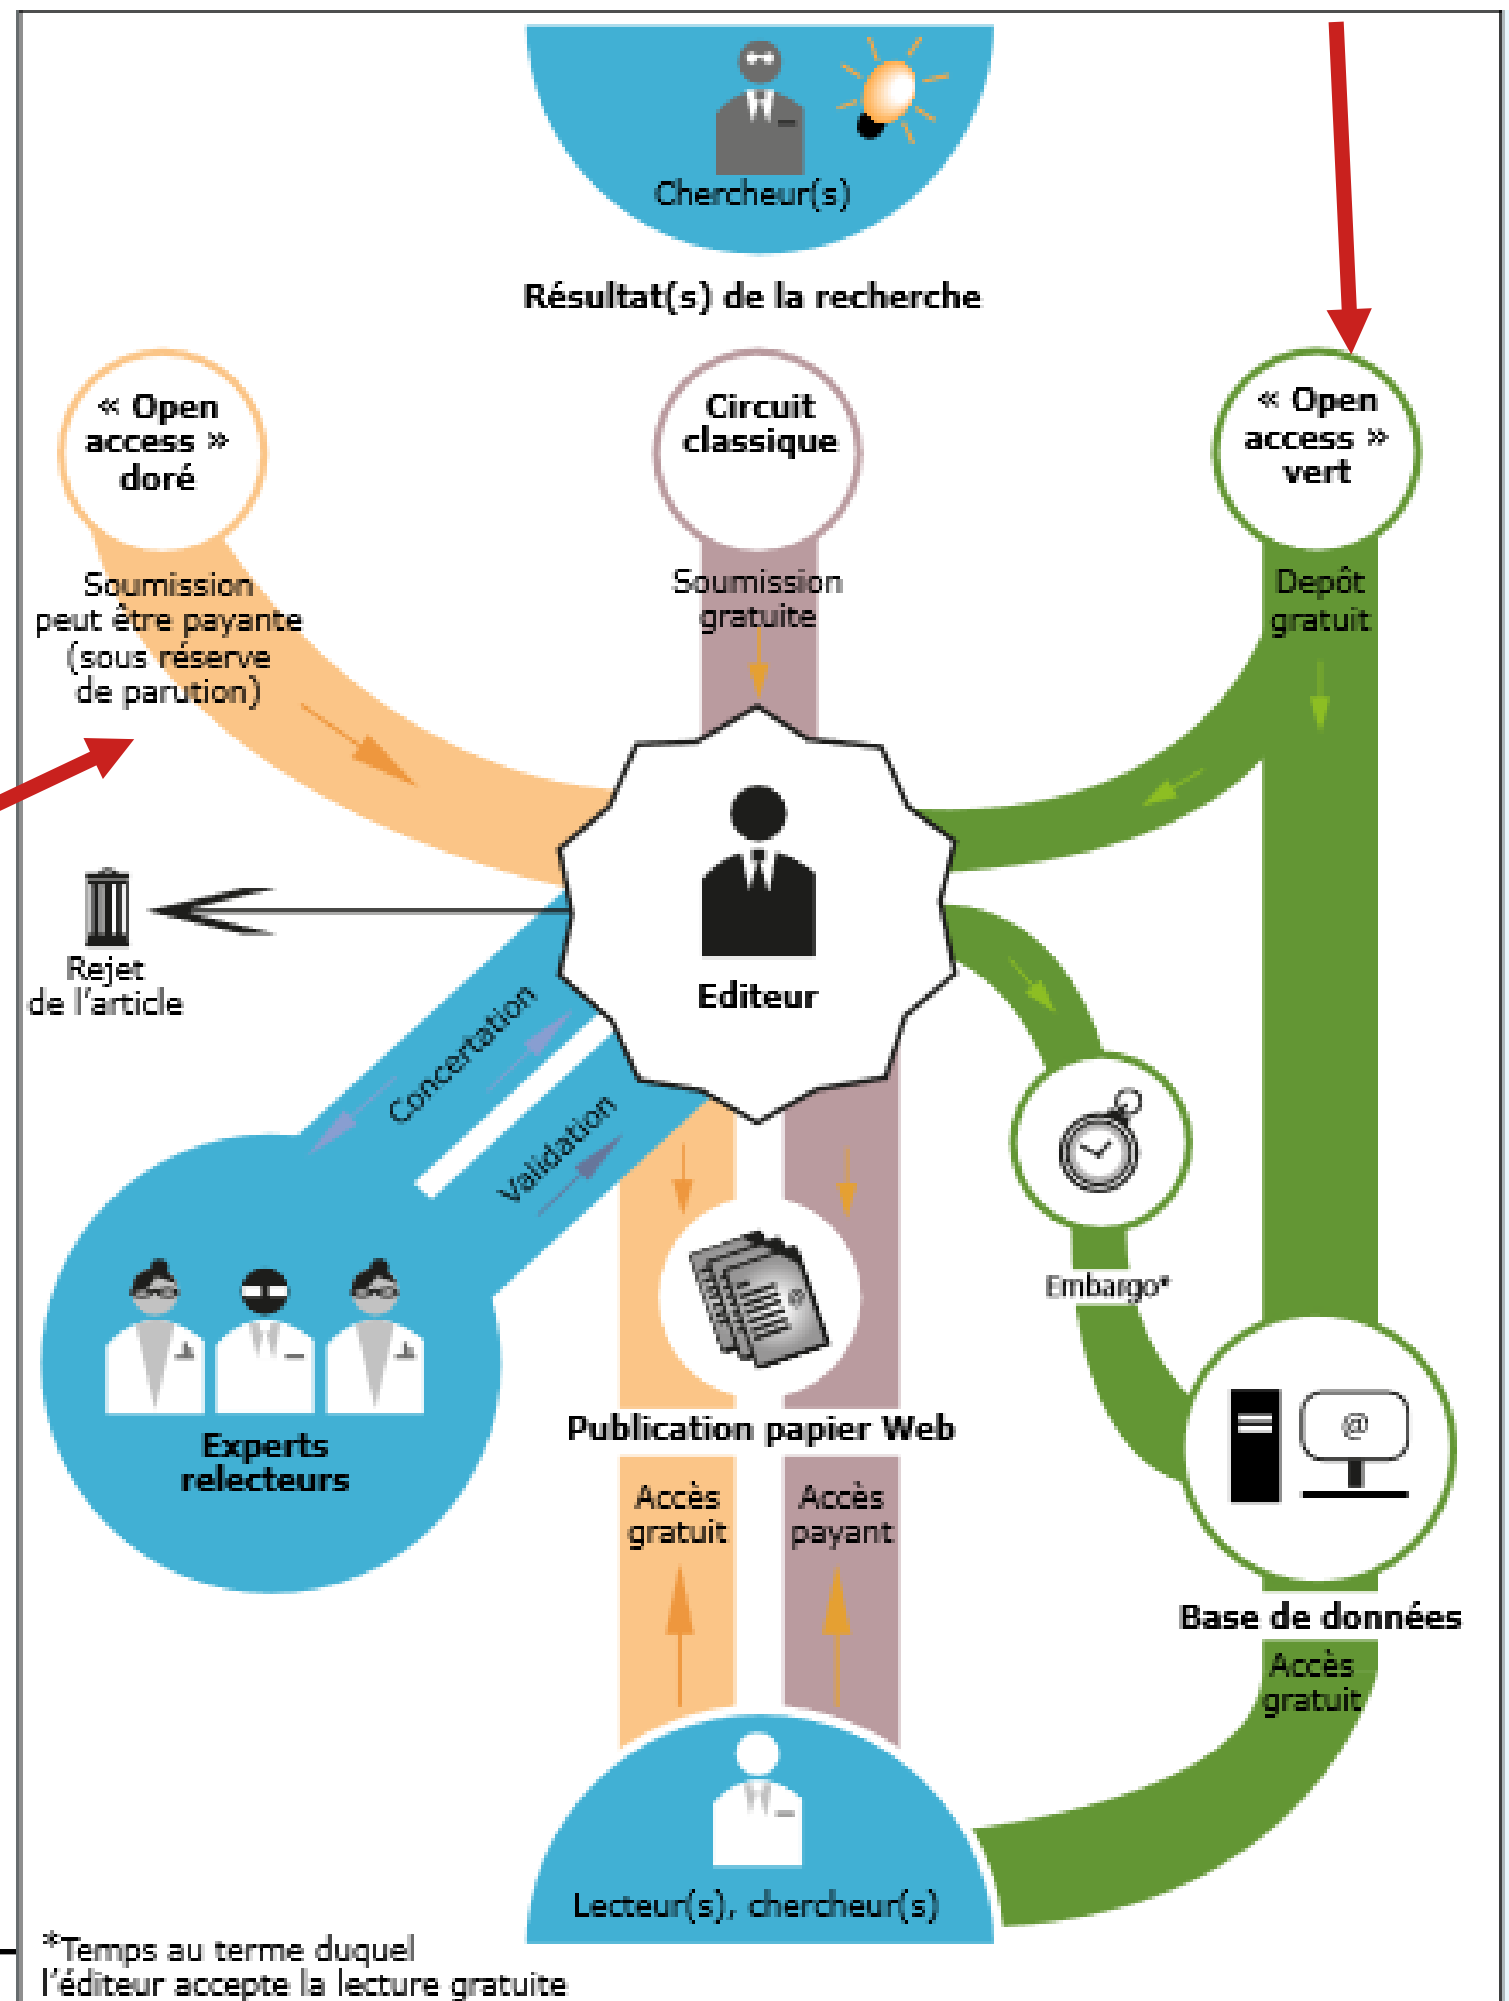 Chercheur(s)
Résultat(s) de la recherche
« Open
access »
doré
Circuit
classique
« Open
access »
vert
Soumission
peut être payante
(sous réserve
de parution)
Soumission
gratuite
Depôt
gratuit
Rejet
de l'article
Editeur
Concertation
Validation
Embargo*
Experts
relecteurs
Publication papier Web
@
@
Accès
gratuit
Accès
payant
Base de données
Accès
gratuit
Lecteur(s), chercheur(s)
*Temps au terme duquel
l'éditeur accepte la lecture gratuite